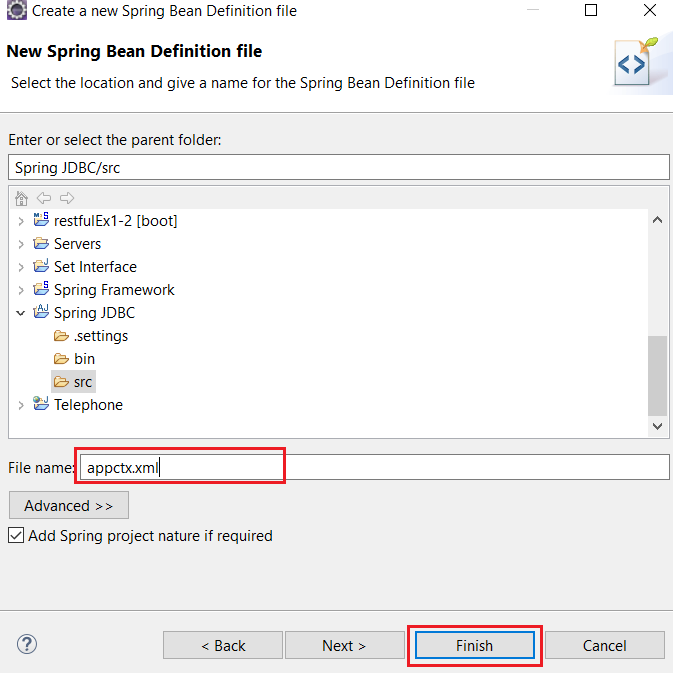 Create a new Spring Bean Definition file
New Spring Bean Definition file
Select the location and give a name for the Spring Bean Definition file
Enter or select the parent folder:
Spring JDBC/src
restfulEx1-2 [boot]
Servers
Set Interface
Spring Framework
Spring JDBC
.settings
bin
src
Telephone
File name: appctx.xml
Advanced >>
Add Spring project nature if required
? < Back Next > Finish Cancel